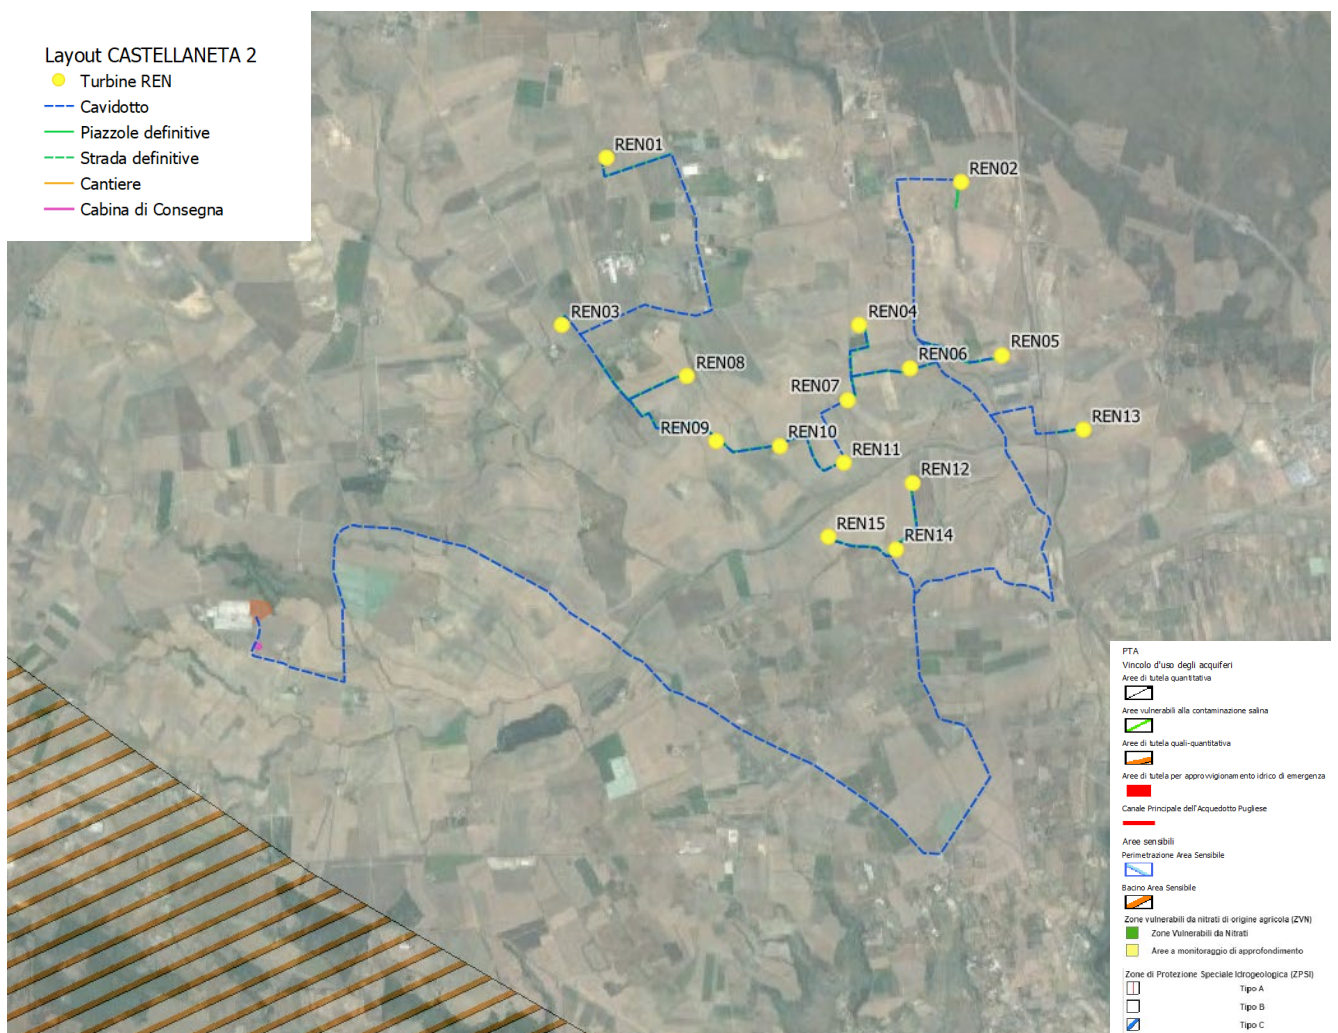 Layout CASTELLANETA 2
Turbine REN
Cavidotto
Piazzole definitive
Strada definitive
Cantiere
Cabina di Consegna
REN01
REN02
REN03
REN04
REN05
REN06
REN08
REN07
REN13
REN09
REN10
REN11
REN12
REN15
REN14
PTA
Vincolo d'uso degli acquiferi
Aree di tutela quantitativa
Aree vulnerabili alla contaminazione salina
Aree di tutela quali-quantitativa
Aree di tutela per approvvigionamento idrico di emergenza
Canale Principale dell'Acquedotto Pugliese
Aree sensibili
Perimetrazione Area Sensibile
Bacino Area Sensibile
Zone vulnerabili da nitrati di origine agricola (ZVN)
Zone Vulnerabili da Nitrati
Aree a monitoraggio di approfondimento
Zone di Protezione Speciale Idrogeologica (ZPSI)
Tipo A
Tipo B
Tipo C